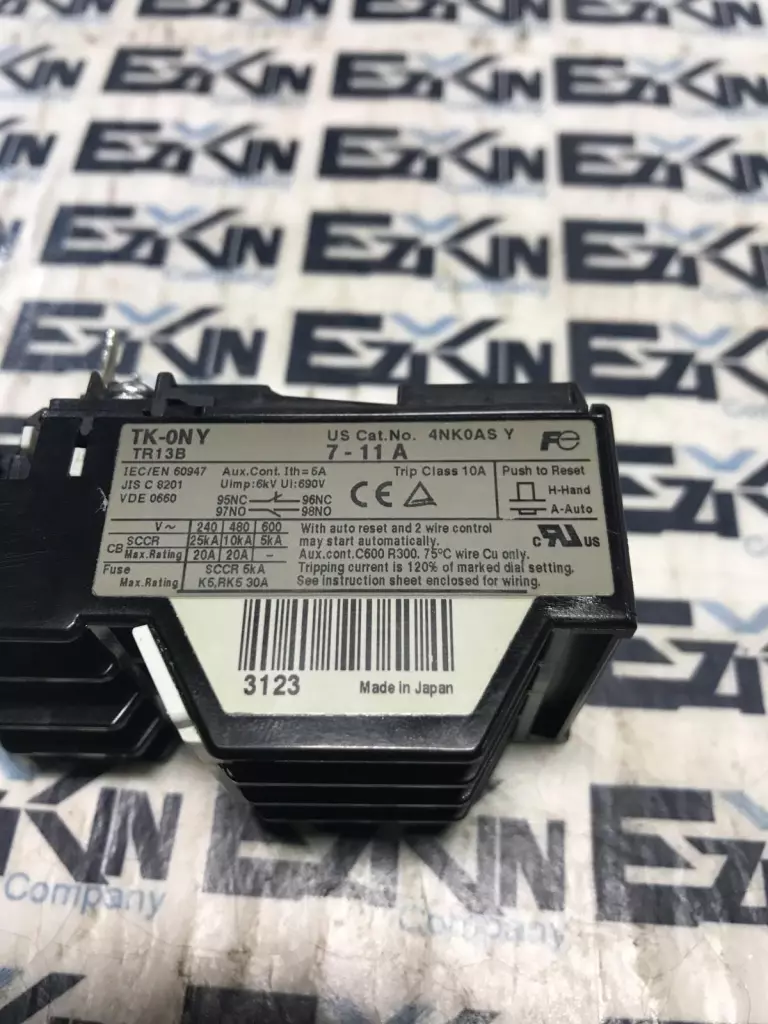 TK-0NY US Cat.No. 4NK0AS Y Fe
TR13B 7-11 A
IEC/EN 60947 Aux.Cont. Ith=6A Trip Class 10A Push to Reset
JIS C 8201 Uimp:6kV Ui:690V CE H-Hand
VDE 0660 95NC 96NC A-Auto
97NO 98NO
V~ 240 480 600 With auto reset and 2 wire control
CB SCCR 25kA 10kA 5kA may start automatically. c UR US
Max.Rating 20A 20A – Aux.cont.C600 R300. 75°C wire Cu only.
Fuse SCCR 5kA Tripping current is 120% of marked dial setting.
Max.Rating K5,RK5 30A See instruction sheet enclosed for wiring.
3123 Made in Japan
EZKIN
Company